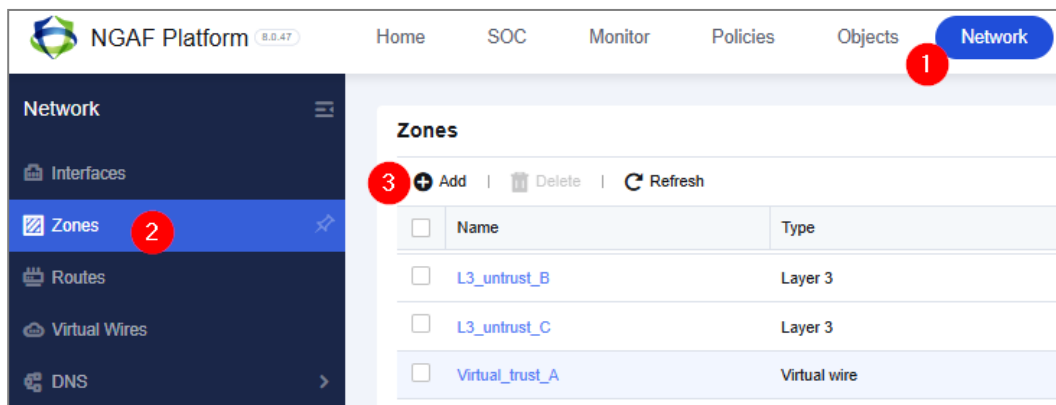 NGAF Platform 8.0.47 Home SOC Monitor Policies Objects Network
1
Network
Zones
Interfaces
3 Add | Delete | Refresh
Zones 2
Name Type
Routes
L3_untrust_B Layer 3
Virtual Wires
L3_untrust_C Layer 3
DNS
Virtual_trust_A Virtual wire